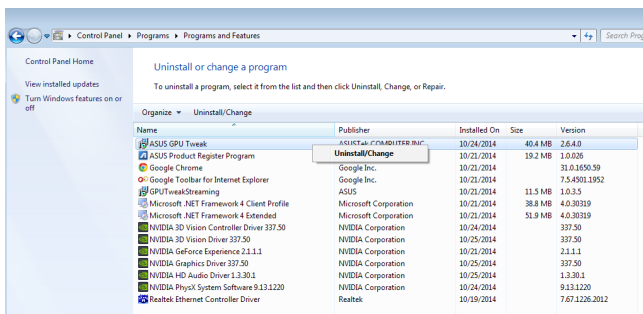 Control Panel ▸ Programs ▸ Programs and Features
Search Prog
Control Panel Home
View installed updates
Turn Windows features on or
off
Uninstall or change a program
To uninstall a program, select it from the list and then click Uninstall, Change, or Repair.
Organize Uninstall/Change
Name Publisher Installed On Size Version
ASUS GPU Tweak ASUSTek COMPUTER INC. 10/24/2014 40.4 MB 2.6.4.0
Uninstall/Change
ASUS Product Register Program 10/21/2014 19.2 MB 1.0.026
Google Chrome Google Inc. 10/21/2014 31.0.1650.59
Google Toolbar for Internet Explorer Google Inc. 10/21/2014 7.5.4501.1952
GPUTweakStreaming ASUS 10/21/2014 11.5 MB 1.0.3.5
Microsoft .NET Framework 4 Client Profile Microsoft Corporation 10/21/2014 38.8 MB 4.0.30319
Microsoft .NET Framework 4 Extended Microsoft Corporation 10/21/2014 51.9 MB 4.0.30319
NVIDIA 3D Vision Controller Driver 337.50 NVIDIA Corporation 10/24/2014 337.50
NVIDIA 3D Vision Driver 337.50 NVIDIA Corporation 10/25/2014 337.50
NVIDIA GeForce Experience 2.1.1.1 NVIDIA Corporation 10/21/2014 2.1.1.1
NVIDIA Graphics Driver 337.50 NVIDIA Corporation 10/25/2014 337.50
NVIDIA HD Audio Driver 1.3.30.1 NVIDIA Corporation 10/25/2014 1.3.30.1
NVIDIA PhysX System Software 9.13.1220 NVIDIA Corporation 10/24/2014 9.13.1220
Realtek Ethernet Controller Driver Realtek 10/19/2014 7.67.1226.2012